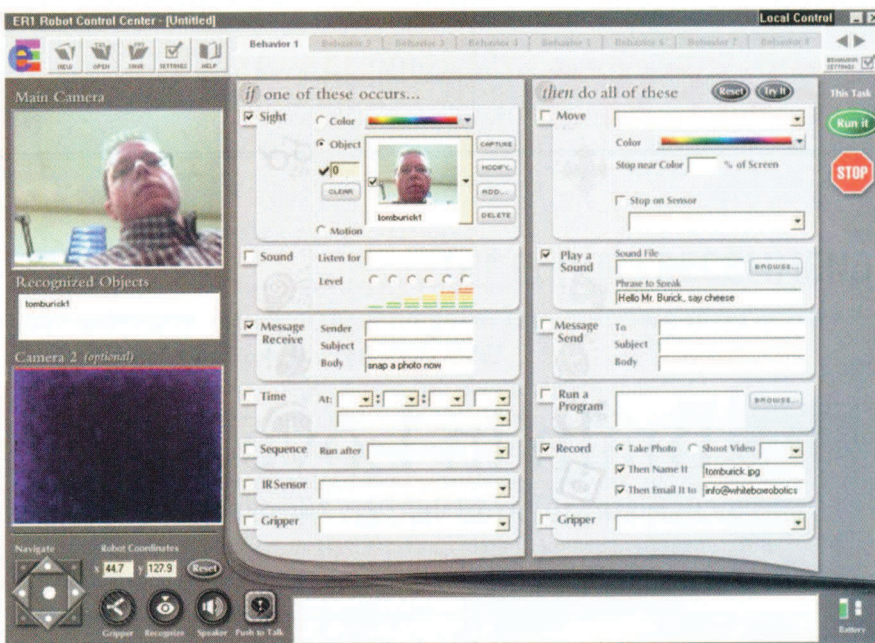 ER1 Robot Control Center - [Untitled]
Local Control
NEW
OPEN
SAVE
SETTINGS
HELP
Behavior 1
Behavior 2
Behavior 3
Behavior 4
Behavior 5
Behavior 6
Behavior 7
Behavior 8
BEHAVIOR SETTINGS
Main Camera
Recognized Objects
tomburick1
Camera 2 (optional)
Navigate
Robot Coordinates
x 44.7 y 127.9 Reset
Gripper
Recognize
Speaker
Push to Talk
if one of these occurs...
Sight
Color
Object
0
CLEAR
tomburick1
CAPTURE
MODIFY...
ADD...
DELETE
Motion
Sound
Listen for
Level
Message Receive
Sender
Subject
Body snap a photo now
Time
At:
Sequence
Run after
IR Sensor
Gripper
then do all of these
Reset
Try It
Move
Color
Stop near Color
% of Screen
Stop on Sensor
Play a Sound
Sound File
BROWSE...
Phrase to Speak
Hello Mr. Burick, say cheese
Message Send
To
Subject
Body
Run a Program
BROWSE...
Record
Take Photo
Shoot Video
Then Name It tomburick.jpg
Then Email It to info@whiteboxrobotics
Gripper
This Task
Run it
STOP
Battery